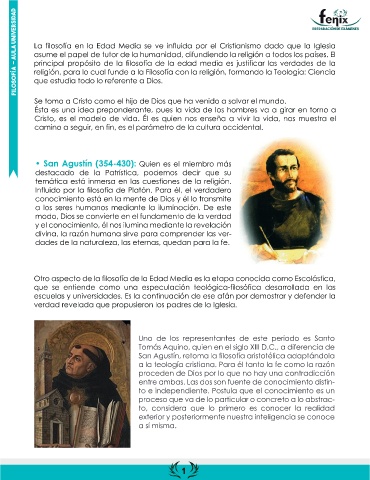 FILOSOFÍA – AULA UNIVERSIDAD
fenix
PREPARACIÓN EXÁMENES
La filosofía en la Edad Media se ve influida por el Cristianismo dado que la Iglesia
asume el papel de tutor de la humanidad, difundiendo la religión a todos los países. El
principal propósito de la filosofía de la edad media es justificar las verdades de la
religión, para lo cual funde a la Filosofía con la religión, formando la Teología: Ciencia
que estudia todo lo referente a Dios.
Se toma a Cristo como el hijo de Dios que ha venido a salvar el mundo.
Ésta es una idea preponderante, pues la vida de los hombres va a girar en torno a
Cristo, es el modelo de vida. Él es quien nos enseña a vivir la vida, nos muestra el
camino a seguir, en fin, es el parámetro de la cultura occidental.
• San Agustín (354-430): Quien es el miembro más
destacado de la Patrística, podemos decir que su
temática está inmersa en las cuestiones de la religión.
Influido por la filosofía de Platón. Para él, el verdadero
conocimiento está en la mente de Dios y él lo transmite
a los seres humanos mediante la iluminación. De este
modo, Dios se convierte en el fundamento de la verdad
y el conocimiento, él nos ilumina mediante la revelación
divina, la razón humana sirve para comprender las ver-
dades de la naturaleza, las eternas, quedan para la fe.
Otro aspecto de la filosofía de la Edad Media es la etapa conocida como Escolástica,
que se entiende como una especulación teológica-filosófica desarrollada en las
escuelas y universidades. Es la continuación de ese afán por demostrar y defender la
verdad revelada que propusieron los padres de la Iglesia.
Uno de los representantes de este periodo es Santo
Tomás Aquino, quien en el siglo XIII D.C., a diferencia de
San Agustín, retoma la filosofía aristotélica adaptándola
a la teología cristiana. Para él tanto la fe como la razón
proceden de Dios por lo que no hay una contradicción
entre ambas. Las dos son fuente de conocimiento distin-
to e independiente. Postula que el conocimiento es un
proceso que va de lo particular o concreto a lo abstrac-
to, considera que lo primero es conocer la realidad
exterior y posteriormente nuestra inteligencia se conoce
a sí misma.
1